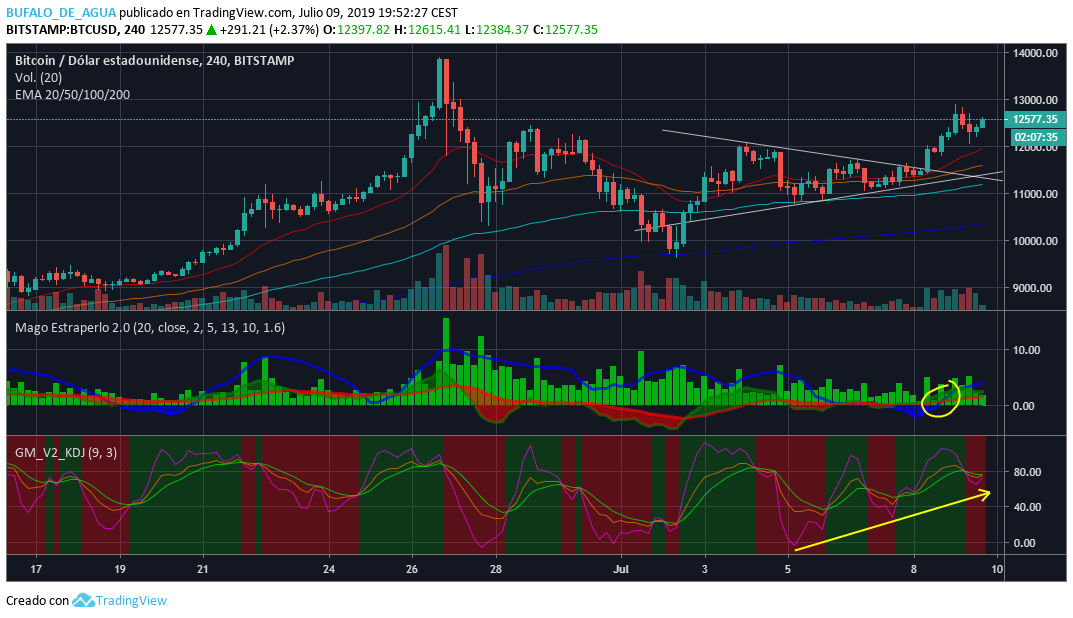 BUFALO_DE_AGUA publicado en TradingView.com, Julio 09, 2019 19:52:27 CEST
BITSTAMP:BTCUSD, 240 12577.35 ▲ +291.21 (+2.37%) O:12397.82 H:12615.41 L:12384.37 C:12577.35
Bitcoin / Dólar estadounidense, 240, BITSTAMP
Vol. (20)
EMA 20/50/100/200
14000.00
13000.00
12577.35
02:07:35
12000.00
11000.00
10000.00
9000.00
Mago Estraperlo 2.0 (20, close, 2, 5, 13, 10, 1.6)
10.00
0.00
GM_V2_KDJ (9, 3)
80.00
40.00
0.00
17 19 21 24 26 28 Jul 3 5 8 10
Creado con TradingView